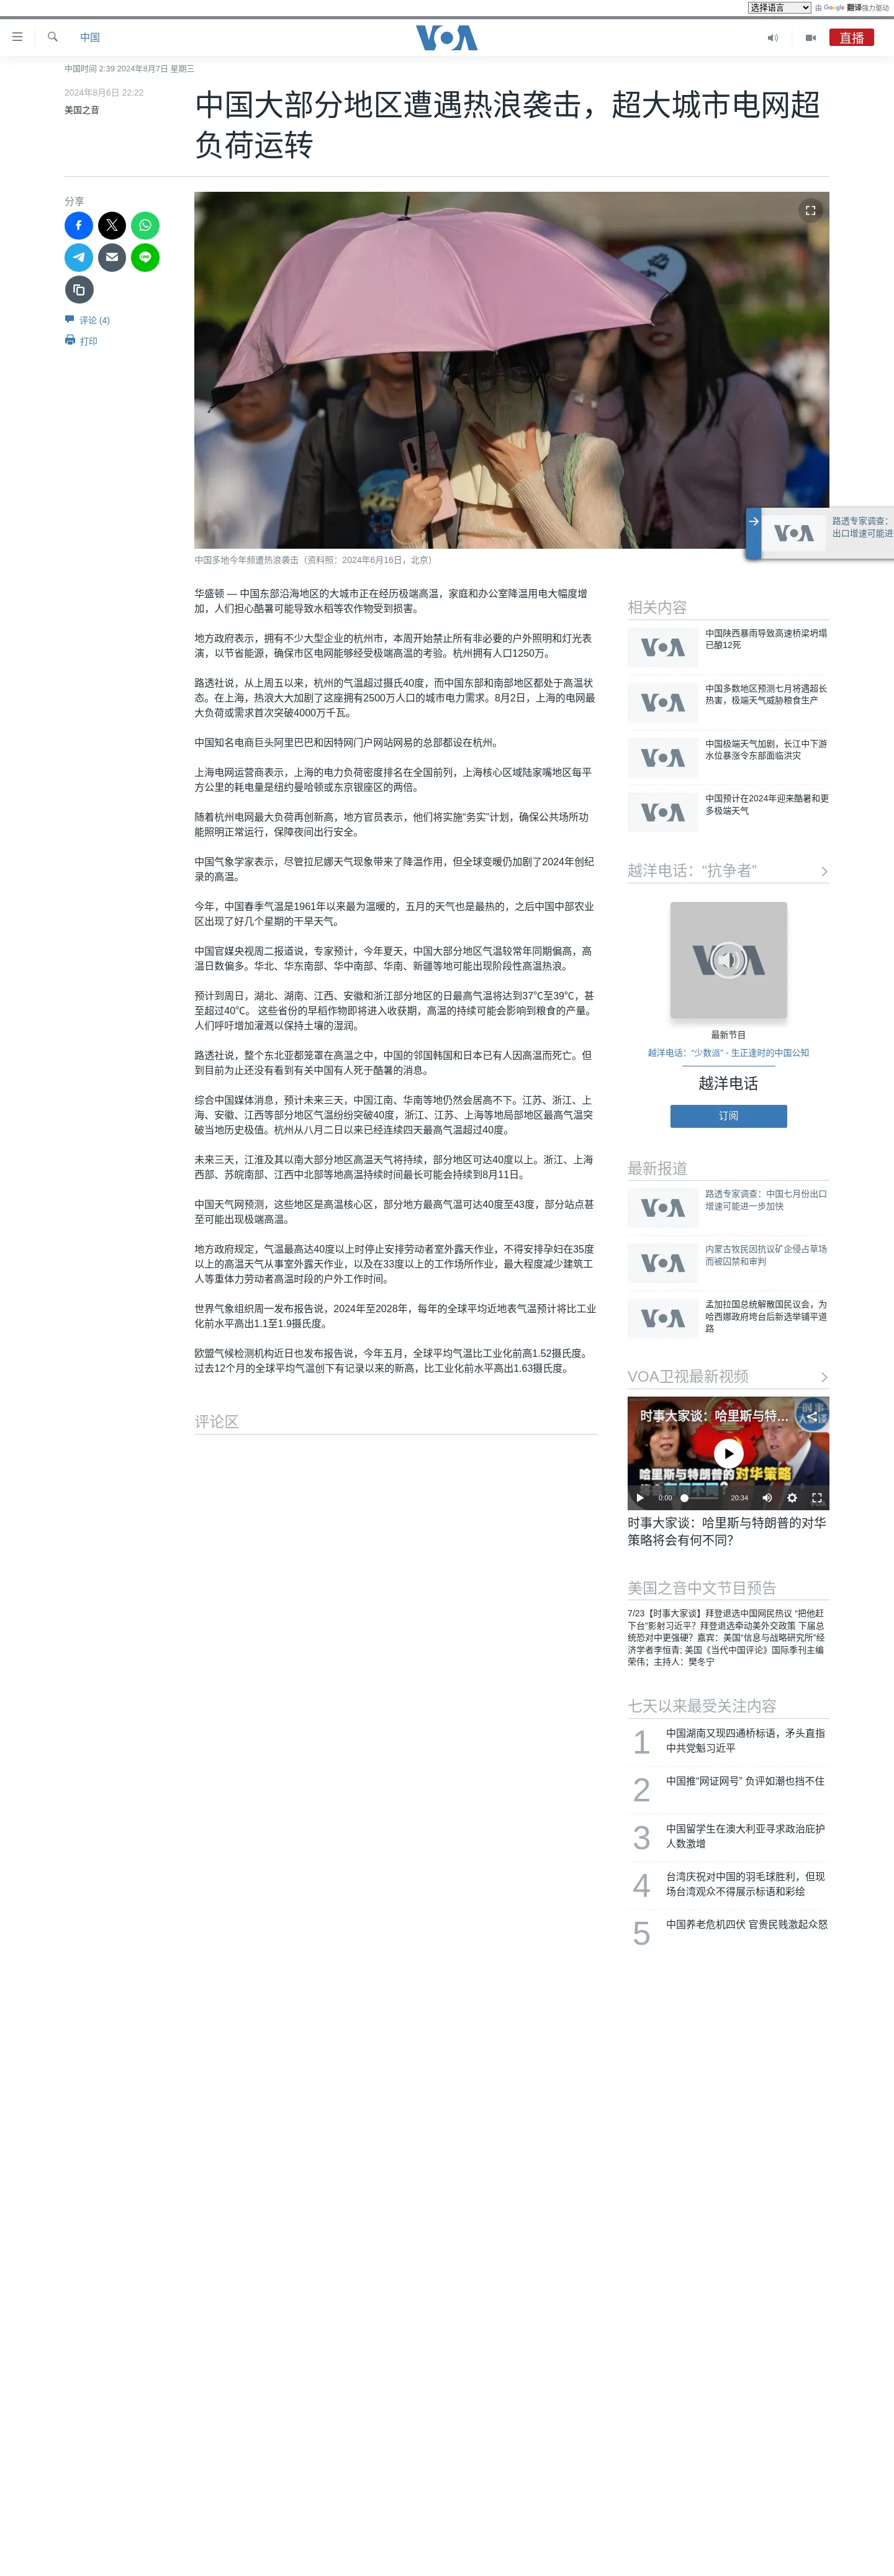 选择语言
由 Google 翻译强力驱动
中国
VOA
直播
中国时间 2:39 2024年8月7日 星期三
2024年8月6日 22:22
美国之音
中国大部分地区遭遇热浪袭击，超大城市电网超
负荷运转
分享
评论 (4)
打印
路透专家调查：
出口增速可能进
VOA
中国多地今年频遭热浪袭击（资料照：2024年6月16日，北京）
华盛顿 — 中国东部沿海地区的大城市正在经历极端高温，家庭和办公室降温用电大幅度增
加，人们担心酷暑可能导致水稻等农作物受到损害。
地方政府表示，拥有不少大型企业的杭州市，本周开始禁止所有非必要的户外照明和灯光表
演，以节省能源，确保市区电网能够经受极端高温的考验。杭州拥有人口1250万。
路透社说，从上周五以来，杭州的气温超过摄氏40度，而中国东部和南部地区都处于高温状
态。在上海，热浪大大加剧了这座拥有2500万人口的城市电力需求。8月2日，上海的电网最
大负荷或需求首次突破4000万千瓦。
中国知名电商巨头阿里巴巴和因特网门户网站网易的总部都设在杭州。
上海电网运营商表示，上海的电力负荷密度排名在全国前列，上海核心区域陆家嘴地区每平
方公里的耗电量是纽约曼哈顿或东京银座区的两倍。
随着杭州电网最大负荷再创新高，地方官员表示，他们将实施“务实”计划，确保公共场所功
能照明正常运行，保障夜间出行安全。
中国气象学家表示，尽管拉尼娜天气现象带来了降温作用，但全球变暖仍加剧了2024年创纪
录的高温。
今年，中国春季气温是1961年以来最为温暖的，五月的天气也是最热的，之后中国中部农业
区出现了好几个星期的干旱天气。
中国官媒央视周二报道说，专家预计，今年夏天，中国大部分地区气温较常年同期偏高，高
温日数偏多。华北、华东南部、华中南部、华南、新疆等地可能出现阶段性高温热浪。
预计到周日，湖北、湖南、江西、安徽和浙江部分地区的日最高气温将达到37℃至39℃，甚
至超过40℃。 这些省份的早稻作物即将进入收获期，高温的持续可能会影响到粮食的产量。
人们呼吁增加灌溉以保持土壤的湿润。
路透社说，整个东北亚都笼罩在高温之中，中国的邻国韩国和日本已有人因高温而死亡。但
到目前为止还没有看到有关中国有人死于酷暑的消息。
综合中国媒体消息，预计未来三天，中国江南、华南等地仍然会居高不下。江苏、浙江、上
海、安徽、江西等部分地区气温纷纷突破40度，浙江、江苏、上海等地局部地区最高气温突
破当地历史极值。杭州从八月二日以来已经连续四天最高气温超过40度。
未来三天，江淮及其以南大部分地区高温天气将持续，部分地区可达40度以上。浙江、上海
西部、苏皖南部、江西中北部等地高温持续时间最长可能会持续到8月11日。
中国天气网预测，这些地区是高温核心区，部分地方最高气温可达40度至43度，部分站点甚
至可能出现极端高温。
地方政府规定，气温最高达40度以上时停止安排劳动者室外露天作业，不得安排孕妇在35度
以上的高温天气从事室外露天作业，以及在33度以上的工作场所作业，最大程度减少建筑工
人等重体力劳动者高温时段的户外工作时间。
世界气象组织周一发布报告说，2024年至2028年，每年的全球平均近地表气温预计将比工业
化前水平高出1.1至1.9摄氏度。
欧盟气候检测机构近日也发布报告说，今年五月，全球平均气温比工业化前高1.52摄氏度。
过去12个月的全球平均气温创下有记录以来的新高，比工业化前水平高出1.63摄氏度。
评论区
相关内容
VOA
中国陕西暴雨导致高速桥梁坍塌
已酿12死
VOA
中国多数地区预测七月将遇超长
热害，极端天气威胁粮食生产
VOA
中国极端天气加剧，长江中下游
水位暴涨令东部面临洪灾
VOA
中国预计在2024年迎来酷暑和更
多极端天气
越洋电话：“抗争者”
VOA
最新节目
越洋电话：“少数派” - 生正逢时的中国公知
越洋电话
订阅
最新报道
VOA
路透专家调查：中国七月份出口
增速可能进一步加快
VOA
内蒙古牧民因抗议矿企侵占草场
而被囚禁和审判
VOA
孟加拉国总统解散国民议会，为
哈西娜政府垮台后新选举铺平道
路
VOA卫视最新视频
时事大家谈：哈里斯与特...
哈里斯与特朗普的对华策略
将会有何不同？
0:00
20:34
时事大家谈：哈里斯与特朗普的对华
策略将会有何不同？
美国之音中文节目预告
7/23【时事大家谈】拜登退选中国网民热议 “把他赶
下台”影射习近平？拜登退选牵动美外交政策 下届总
统恐对中更强硬？嘉宾：美国“信息与战略研究所”经
济学者李恒青; 美国《当代中国评论》国际季刊主编
荣伟；主持人：樊冬宁
七天以来最受关注内容
1
中国湖南又现四通桥标语，矛头直指
中共党魁习近平
2
中国推“网证网号” 负评如潮也挡不住
3
中国留学生在澳大利亚寻求政治庇护
人数激增
4
台湾庆祝对中国的羽毛球胜利，但现
场台湾观众不得展示标语和彩绘
5
中国养老危机四伏 官贵民贱激起众怒